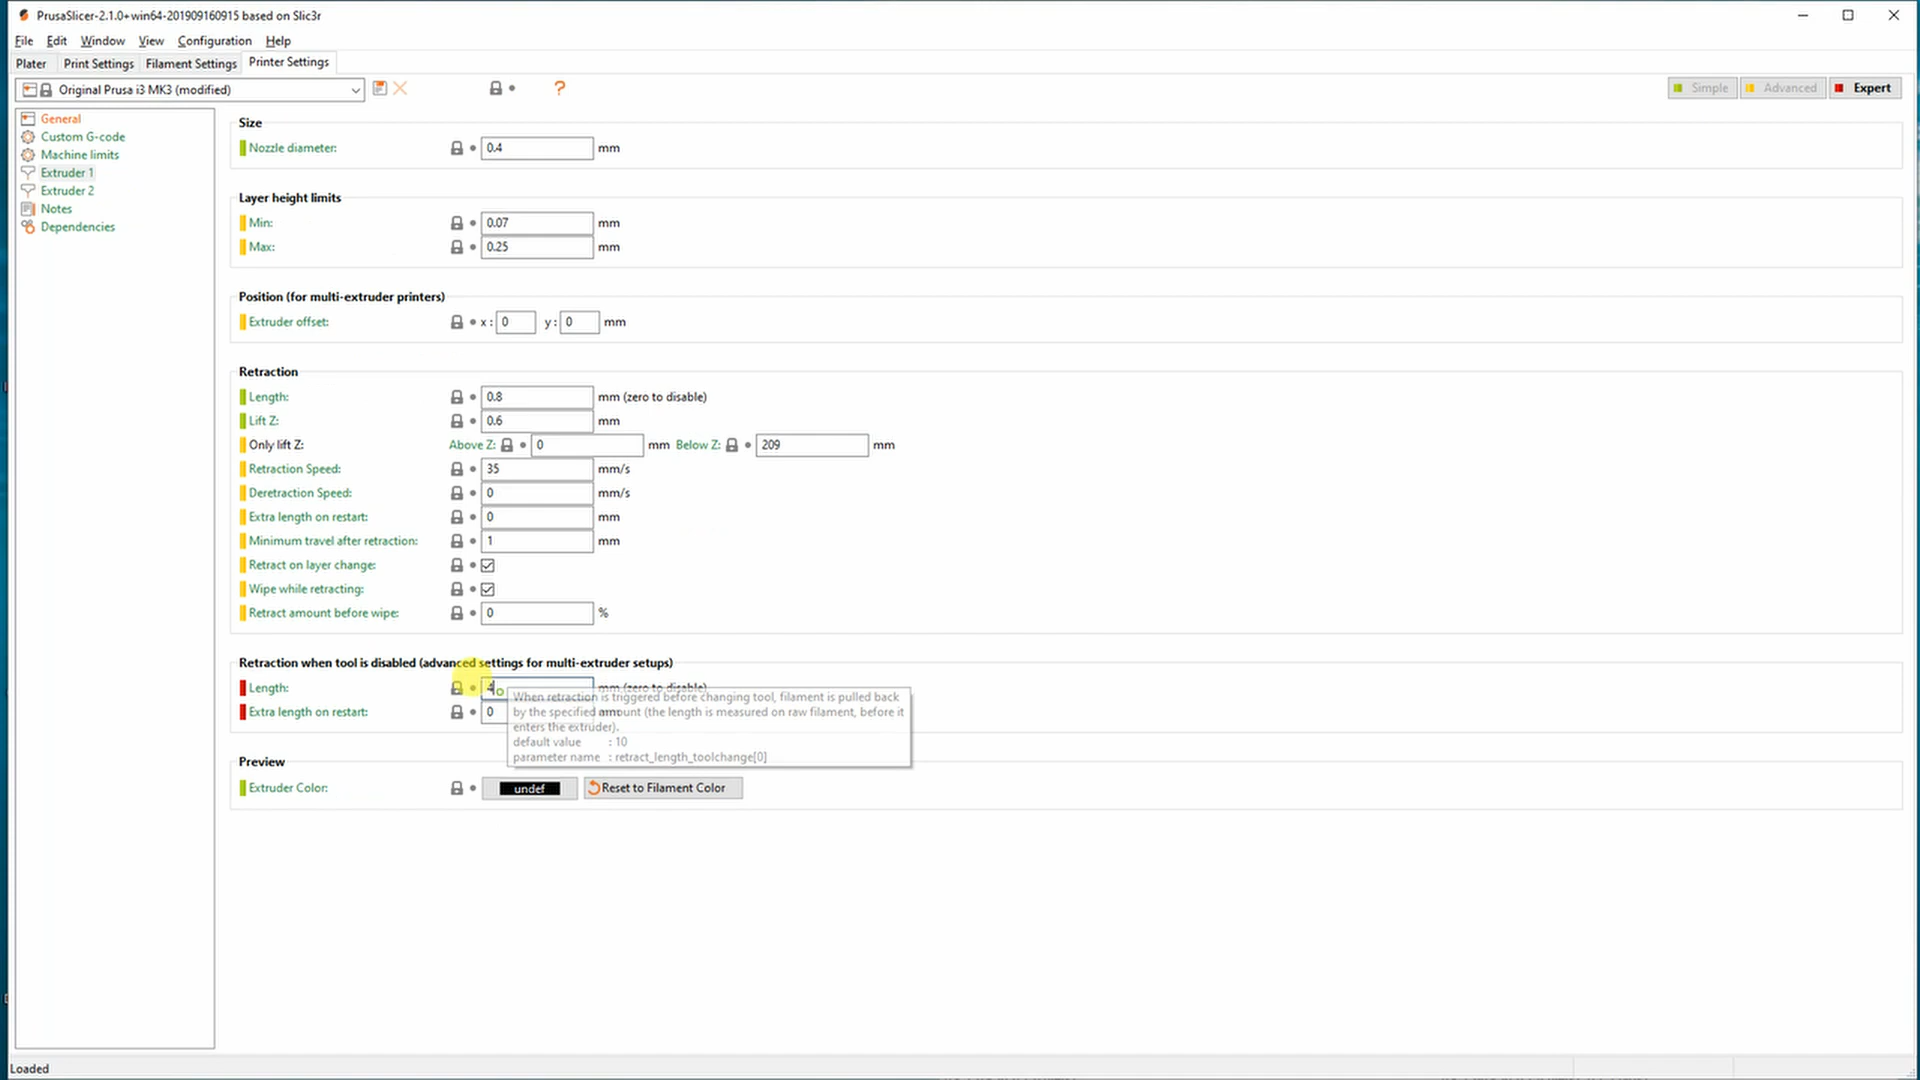 PrusaSlicer-2.1.0+win64-201909160915 based on Slic3r
File Edit Window View Configuration Help
Plater Print Settings Filament Settings Printer Settings
Original Prusa i3 MK3 (modified) ? Simple Advanced Expert
General
Custom G-code
Machine limits
Extruder 1
Extruder 2
Notes
Dependencies
Size
Nozzle diameter: 0.4 mm
Layer height limits
Min: 0.07 mm
Max: 0.25 mm
Position (for multi-extruder printers)
Extruder offset: x: 0 y: 0 mm
Retraction
Length: 0.8 mm (zero to disable)
Lift Z: 0.6 mm
Only lift Z: Above Z: 0 mm Below Z: 209 mm
Retraction Speed: 35 mm/s
Deretraction Speed: 0 mm/s
Extra length on restart: 0 mm
Minimum travel after retraction: 1 mm
Retract on layer change:
Wipe while retracting:
Retract amount before wipe: 0 %
Retraction when tool is disabled (advanced settings for multi-extruder setups)
Length: 4 mm (zero to disable)
Extra length on restart: 0 mm
When retraction is triggered before changing tool, filament is pulled back
by the specified amount (the length is measured on raw filament, before it
enters the extruder).
default value : 10
parameter name : retract_length_toolchange[0]
Preview
Extruder Color: undef Reset to Filament Color
Loaded